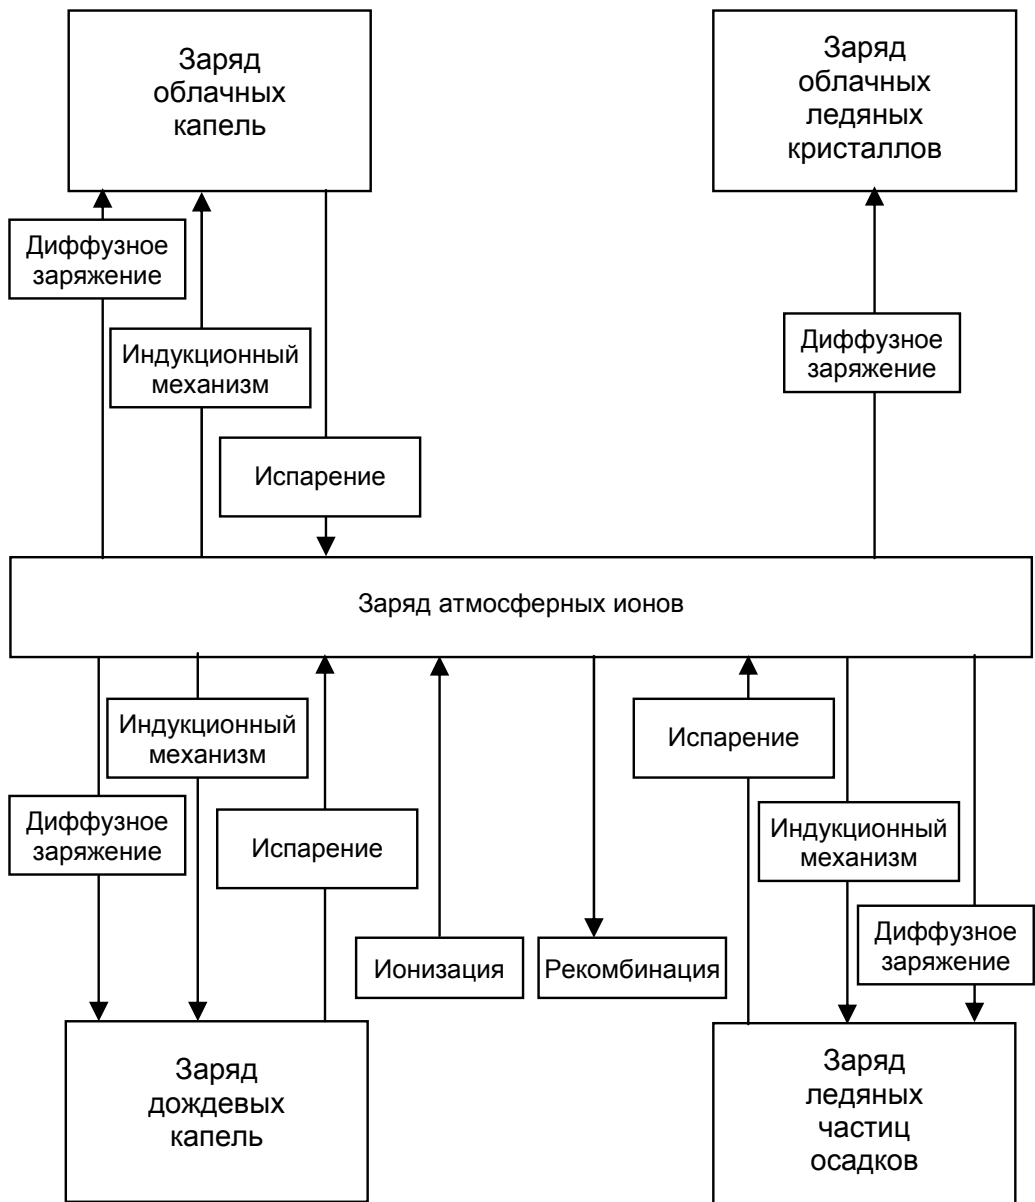 Заряд
облачных
капель
Заряд
облачных
ледяных
кристаллов
Диффузное
заряжение
Индукционный
механизм
Диффузное
заряжение
Испарение
Заряд атмосферных ионов
Индукционный
механизм
Испарение
Диффузное
заряжение
Испарение
Индукционный
механизм
Диффузное
заряжение
Ионизация
Рекомбинация
Заряд
дождевых
капель
Заряд
ледяных
частиц
осадков